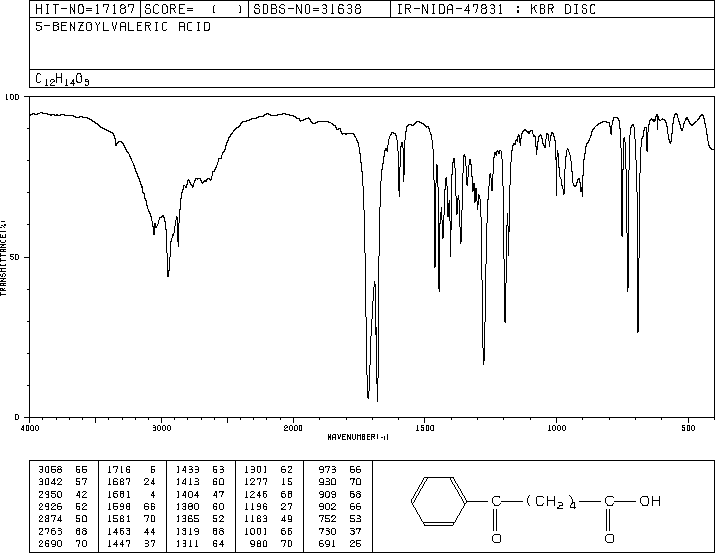 HIT-NO=17187 SCORE= ( ) SDBS-NO=31638 IR-NIDA-47831 : KBR DISC
5-BENZOYLVALERIC ACID
C12H14O3
100
50
0
TRANSMITTANCE(%)
4000 3000 2000 1500 1000 500
WAVENUMBER(-1)
3068 66 1716 6 1433 63 1301 62 973 66
3042 57 1687 24 1413 60 1277 15 930 70
2950 42 1681 4 1404 47 1246 68 909 68
2926 62 1598 66 1380 60 1196 27 902 66
2874 50 1581 70 1365 52 1183 49 752 53
2763 68 1463 44 1319 68 1001 66 730 37
2690 70 1447 37 1311 64 980 70 691 25
C (CH2)4 C OH
O O